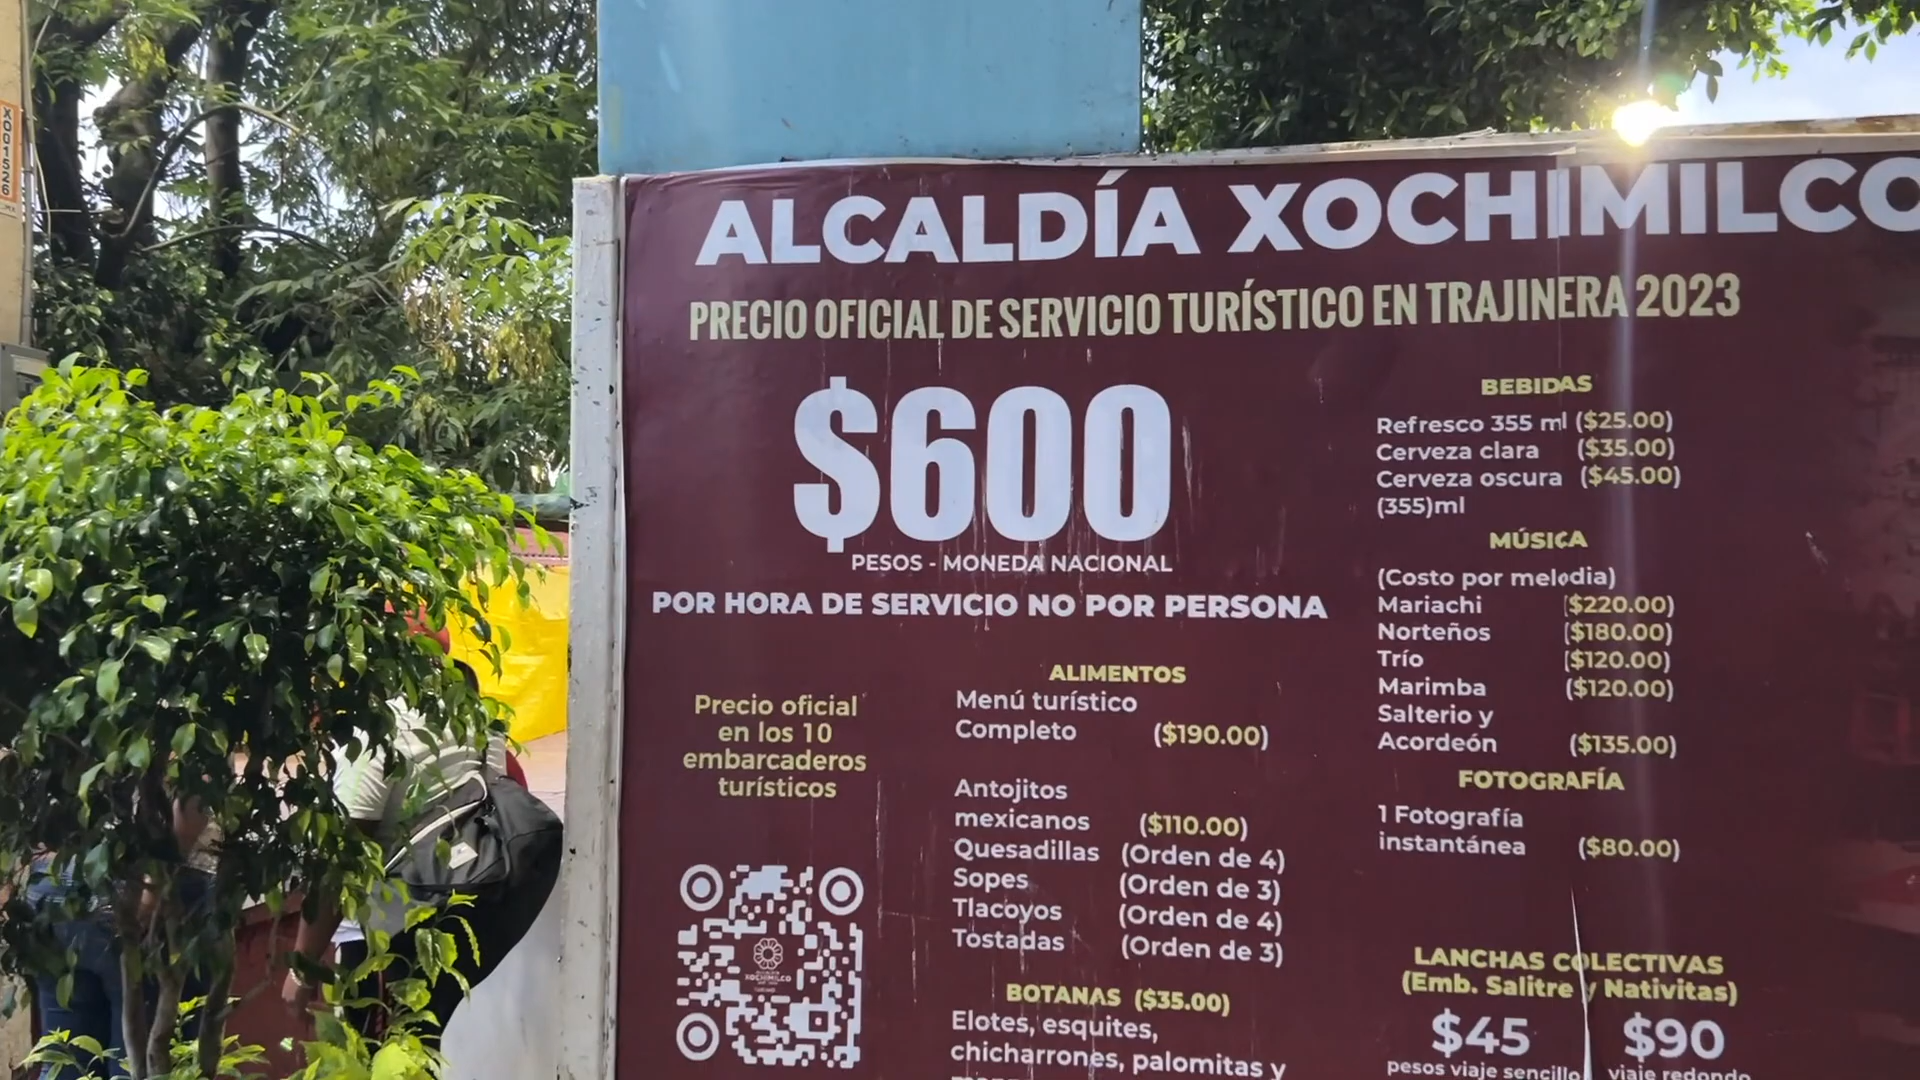 XO01526
ALCALDÍA XOCHIMILCO
PRECIO OFICIAL DE SERVICIO TURÍSTICO EN TRAJINERA 2023
$600
PESOS - MONEDA NACIONAL
POR HORA DE SERVICIO NO POR PERSONA
Precio oficial
en los 10
embarcaderos
turísticos
XOCHIMILCO
ALIMENTOS
Menú turístico
Completo ($190.00)
Antojitos
mexicanos ($110.00)
Quesadillas (Orden de 4)
Sopes (Orden de 3)
Tlacoyos (Orden de 4)
Tostadas (Orden de 3)
BOTANAS ($35.00)
Elotes, esquites,
chicharrones, palomitas y
BEBIDAS
Refresco 355 ml ($25.00)
Cerveza clara ($35.00)
Cerveza oscura ($45.00)
(355)ml
MÚSICA
(Costo por melodia)
Mariachi ($220.00)
Norteños ($180.00)
Trío ($120.00)
Marimba ($120.00)
Salterio y
Acordeón ($135.00)
FOTOGRAFÍA
1 Fotografía
instantánea ($80.00)
LANCHAS COLECTIVAS
(Emb. Salitre y Nativitas)
$45 $90
pesos viaje sencillo viaje redondo